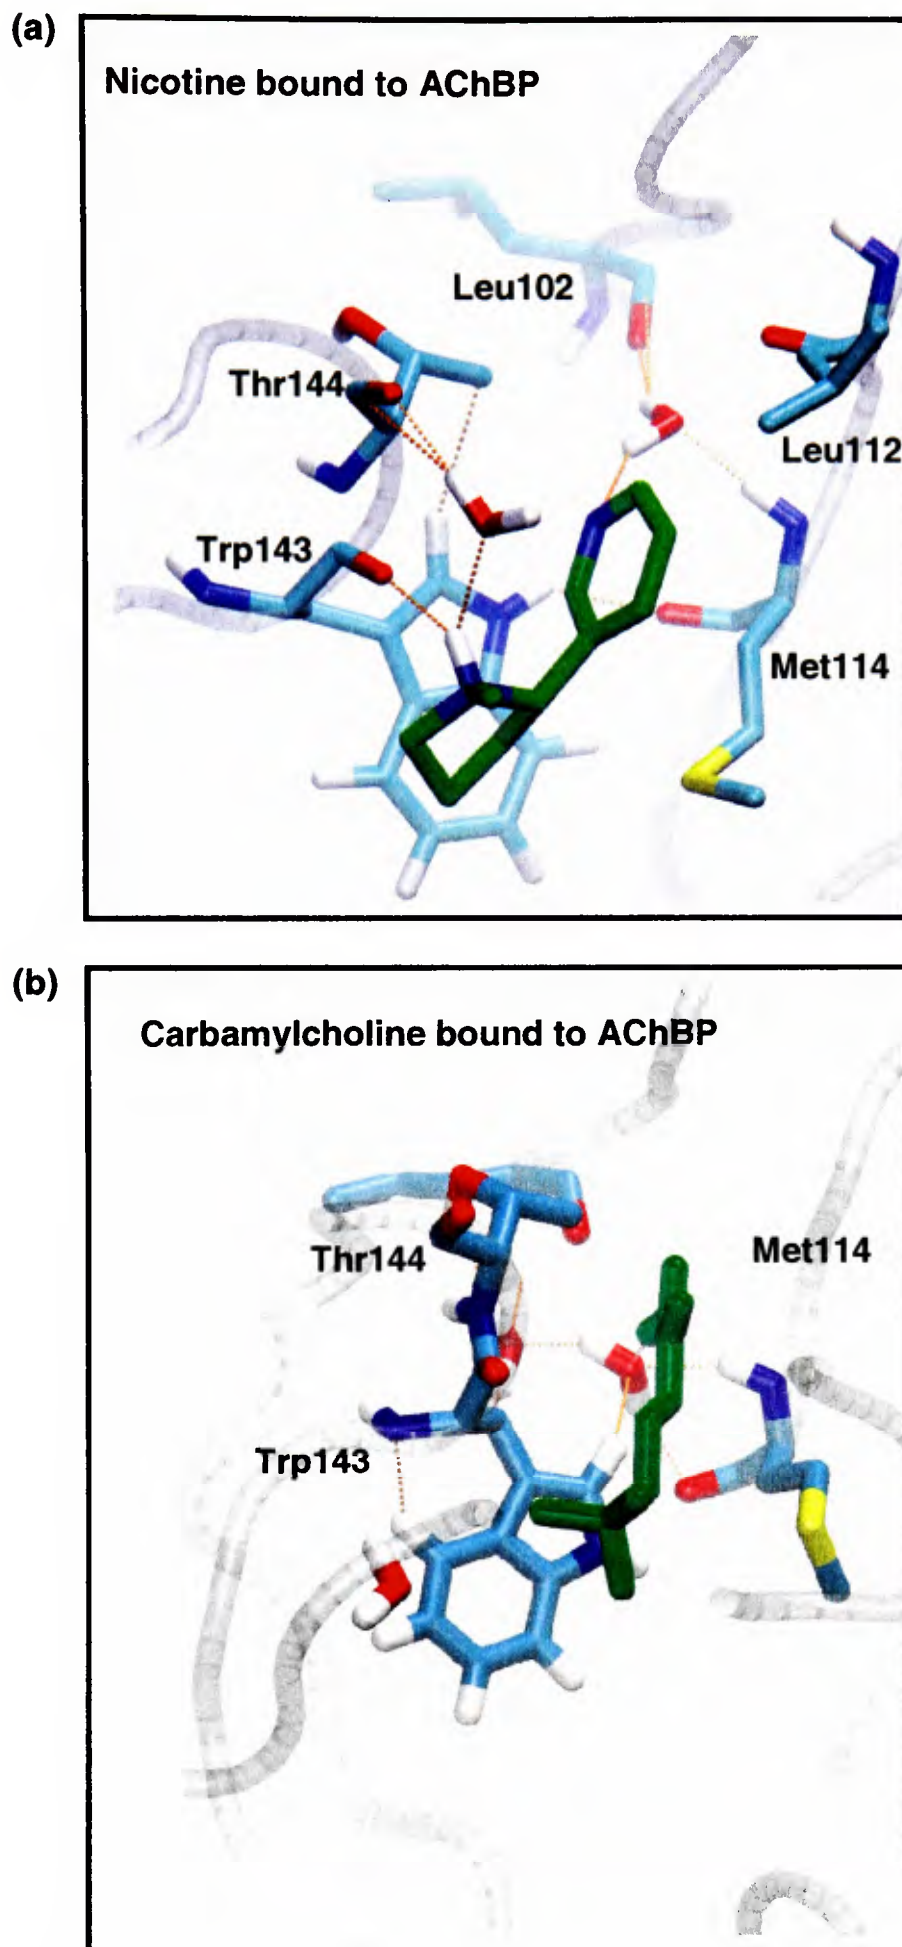 (a)
Nicotine bound to AChBP
Leu102
Thr144
Leu112
Trp143
Met114
(b)
Carbamylcholine bound to AChBP
Thr144
Met114
Trp143